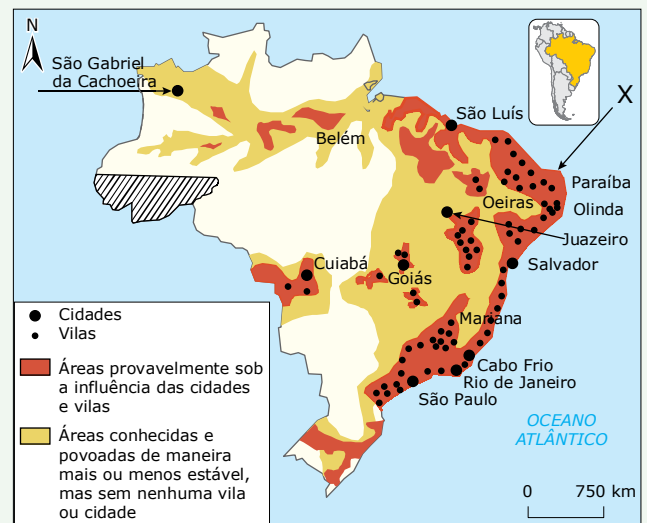 N
São Gabriel
da Cachoeira
São Luís
X
Belém
Paraíba
Oeiras
Olinda
Juazeiro
Salvador
Cuiabá
Goiás
Mariana
Cabo Frio
Rio de Janeiro
São Paulo
OCEANO
ATLÂNTICO
0 750 km
Cidades
Vilas
Áreas provavelmente sob
a influência das cidades
e vilas
Áreas conhecidas e
povoadas de maneira
mais ou menos estável,
mas sem nenhuma vila
ou cidade